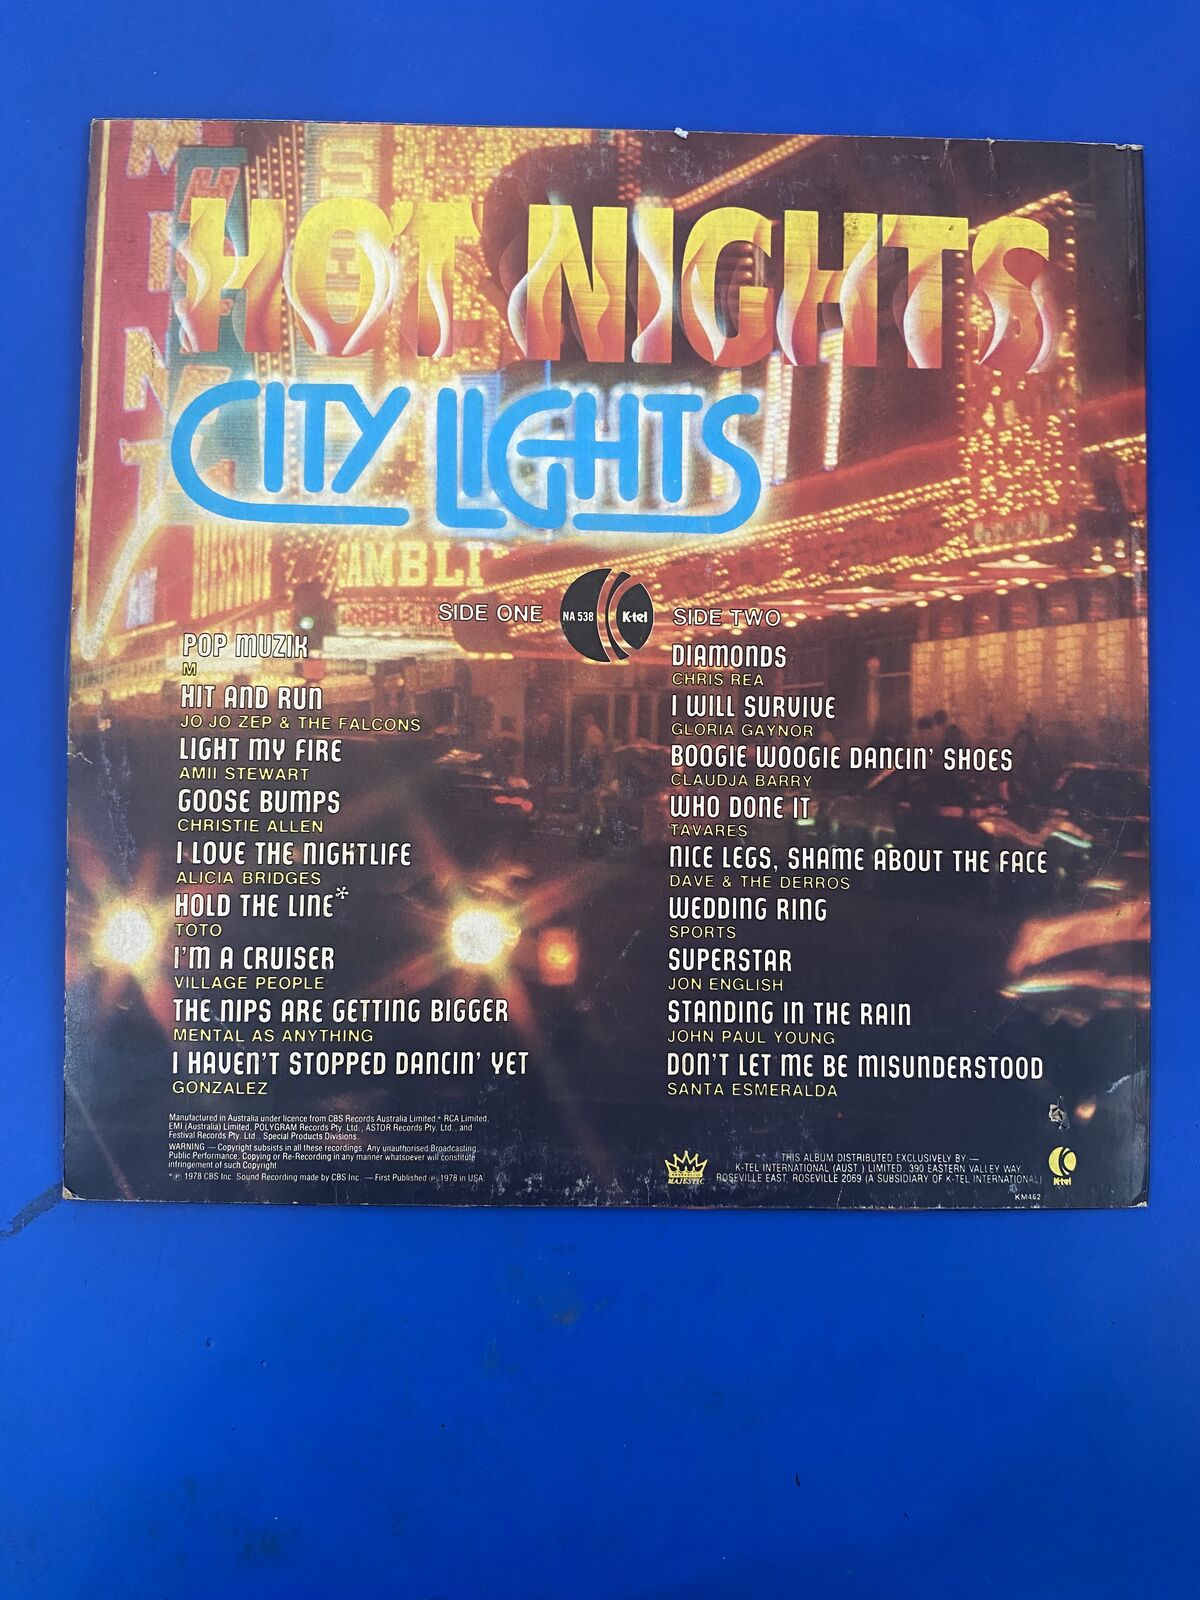 HOT NIGHTS
CITY LIGHTS
AMBLI
SIDE ONE
NA 538
K-tel
SIDE TWO
POP MUZIK
M
HIT AND RUN
JO JO ZEP & THE FALCONS
LIGHT MY FIRE
AMII STEWART
GOOSE BUMPS
CHRISTIE ALLEN
I LOVE THE NIGHTLIFE
ALICIA BRIDGES
HOLD THE LINE*
TOTO
I'M A CRUISER
VILLAGE PEOPLE
THE NIPS ARE GETTING BIGGER
MENTAL AS ANYTHING
I HAVEN'T STOPPED DANCIN' YET
GONZALEZ
DIAMONDS
CHRIS REA
I WILL SURVIVE
GLORIA GAYNOR
BOOGIE WOOGIE DANCIN' SHOES
CLAUDJA BARRY
WHO DONE IT
TAVARES
NICE LEGS, SHAME ABOUT THE FACE
DAVE & THE DERROS
WEDDING RING
SPORTS
SUPERSTAR
JON ENGLISH
STANDING IN THE RAIN
JOHN PAUL YOUNG
DON'T LET ME BE MISUNDERSTOOD
SANTA ESMERALDA
Manufactured in Australia under licence from CBS Records Australia Limited,* RCA Limited,
EMI (Australia) Limited, POLYGRAM Records Pty. Ltd., ASTOR Records Pty. Ltd., and
Festival Records Pty. Ltd., Special Products Divisions.
WARNING — Copyright subsists in all these recordings. Any unauthorised Broadcasting,
Public Performance, Copying or Re-Recording in any manner whatsoever will constitute
infringement of such Copyright
* ℗ 1978 CBS Inc. Sound Recording made by CBS Inc. — First Published ℗ 1978 in USA
MAJESTIC
THIS ALBUM DISTRIBUTED EXCLUSIVELY BY —
K-TEL INTERNATIONAL (AUST.) LIMITED, 390 EASTERN VALLEY WAY,
ROSEVILLE EAST, ROSEVILLE 2069 (A SUBSIDIARY OF K-TEL INTERNATIONAL)
K-tel
KM462